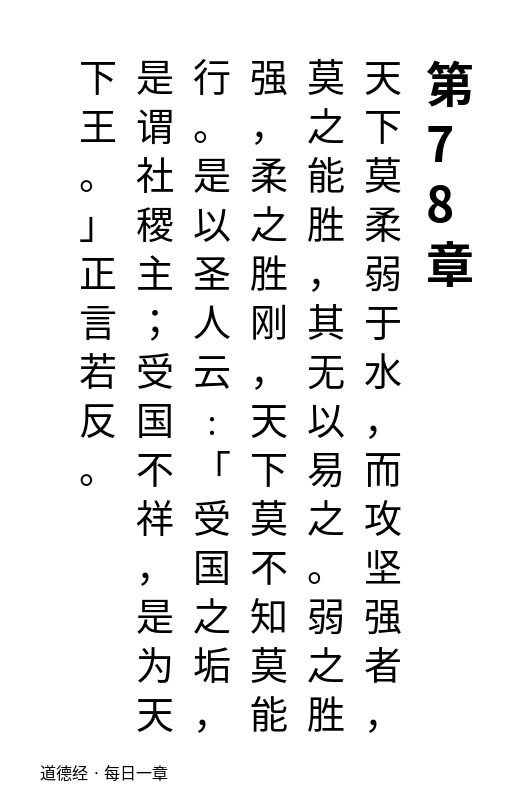 第78章
天下莫柔弱于水，而攻坚强者，
莫之能胜，其无以易之。弱之胜
强，柔之胜刚，天下莫不知莫能
行。是以圣人云：「受国之垢，
是谓社稷主；受国不祥，是为天
下王。」正言若反。
道德经 · 每日一章